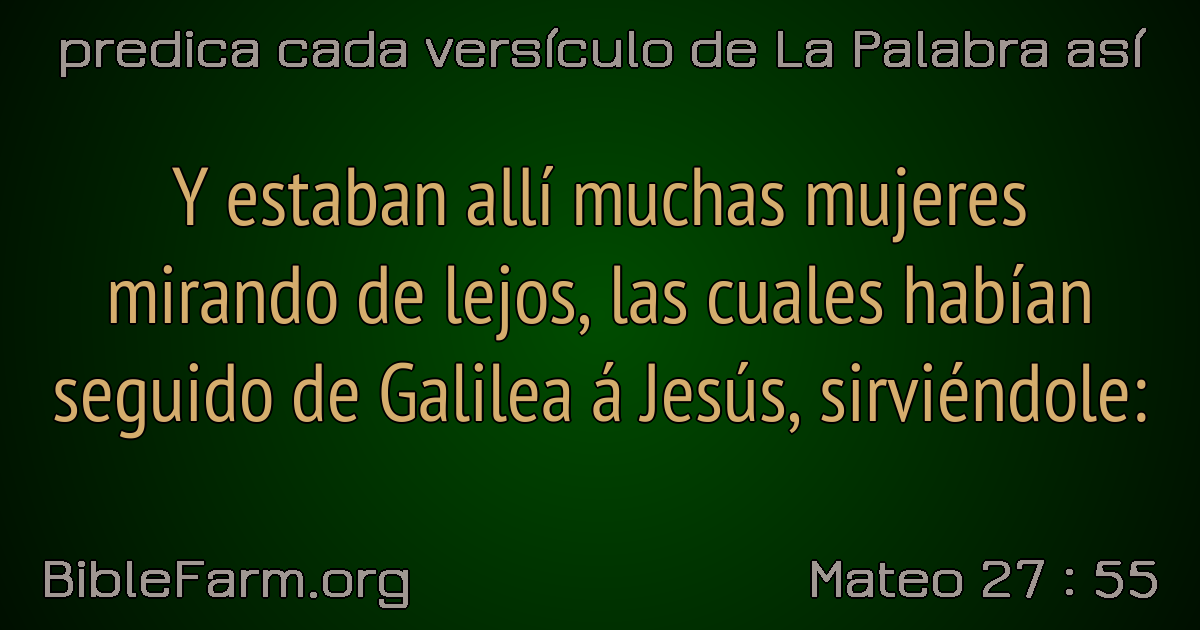 predica cada versículo de La Palabra así
Y estaban allí muchas mujeres
mirando de lejos, las cuales habían
seguido de Galilea á Jesús, sirviéndole:
BibleFarm.org
Mateo 27 : 55